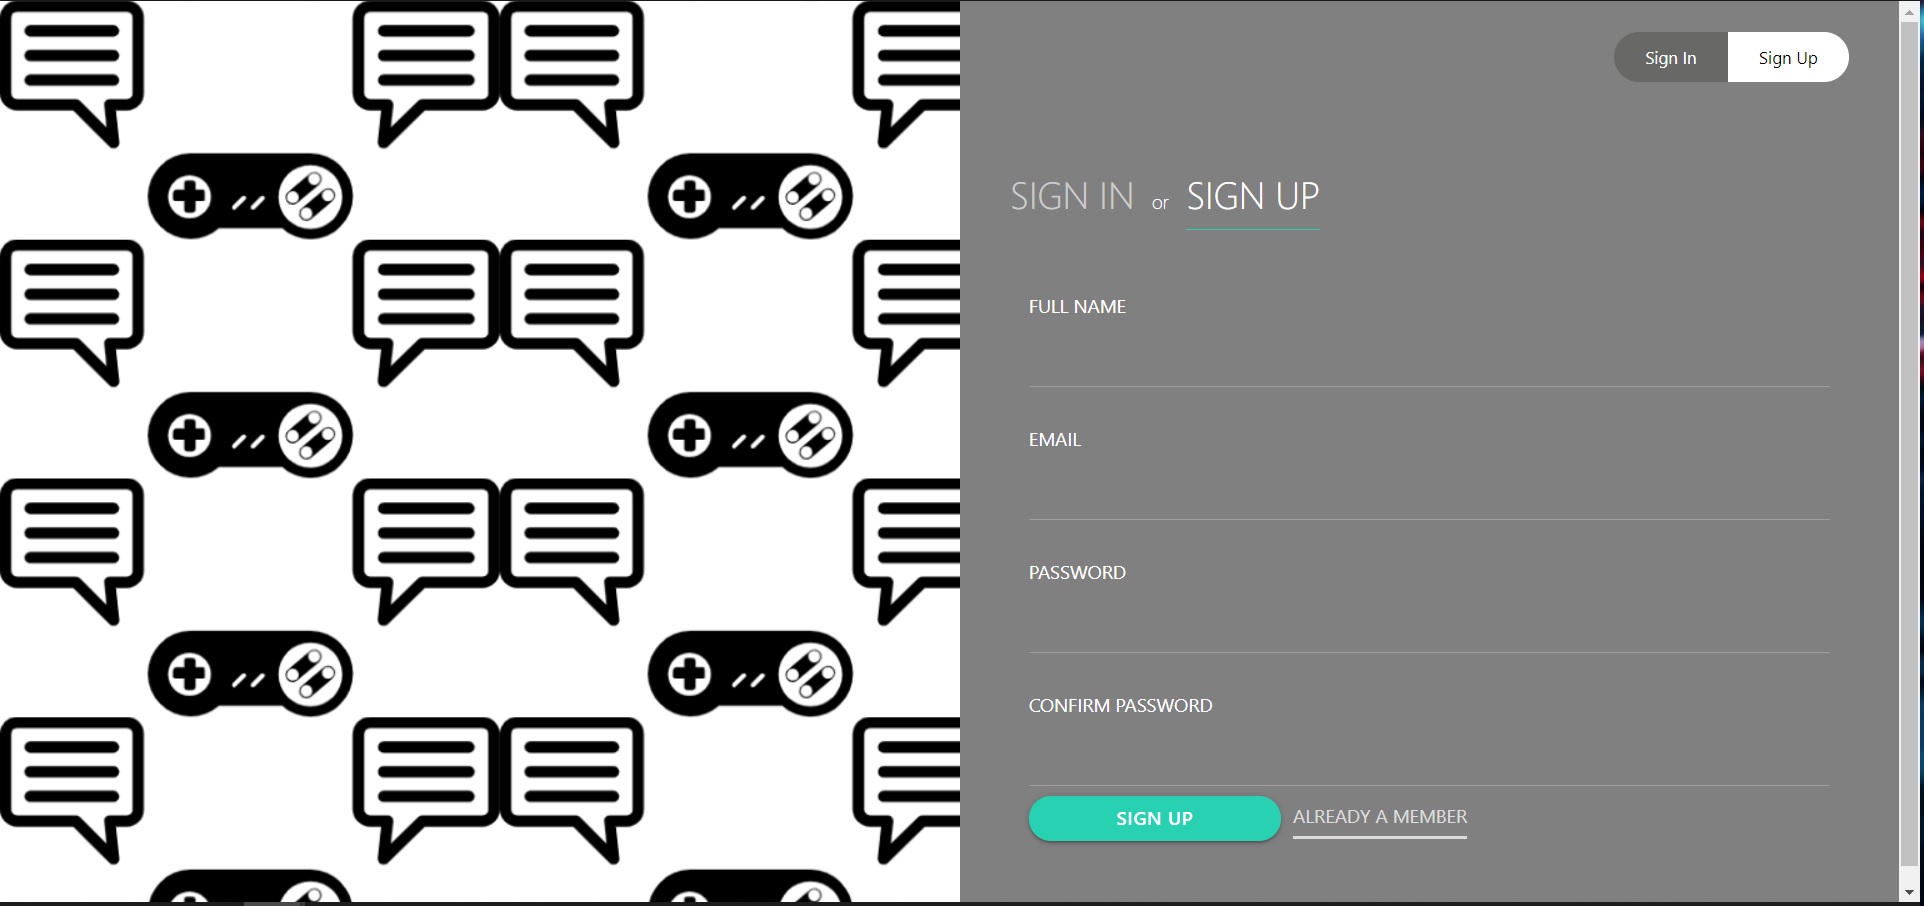 Sign In Sign Up
SIGN IN or SIGN UP
FULL NAME
EMAIL
PASSWORD
CONFIRM PASSWORD
SIGN UP ALREADY A MEMBER